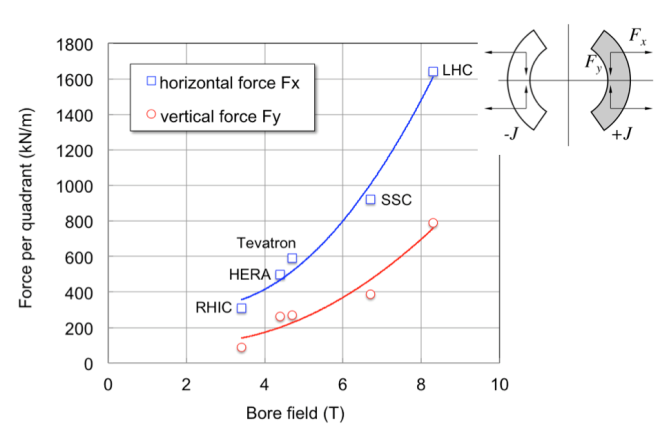 1800
1600
1400
1200
1000
800
600
400
200
0
0 2 4 6 8 10
Force per quadrant (kN/m)
Bore field (T)
horizontal force Fx
vertical force Fy
LHC
SSC
Tevatron
HERA
RHIC
Fx
Fy
-J
+J